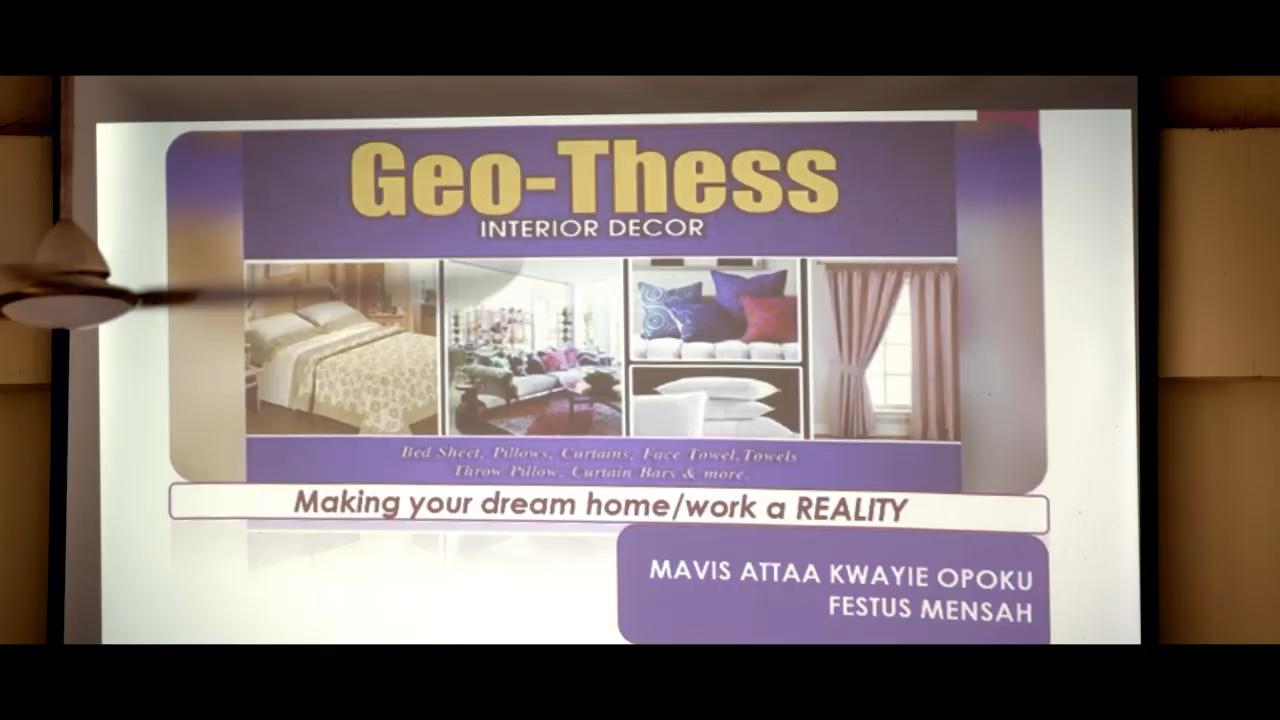 Geo-Thess
INTERIOR DECOR
Bed Sheet, Pillows, Curtains, Face Towel,Towels
Throw Pillow, Curtain Bars & more.
Making your dream home/work a REALITY
MAVIS ATTAA KWAYIE OPOKU
FESTUS MENSAH